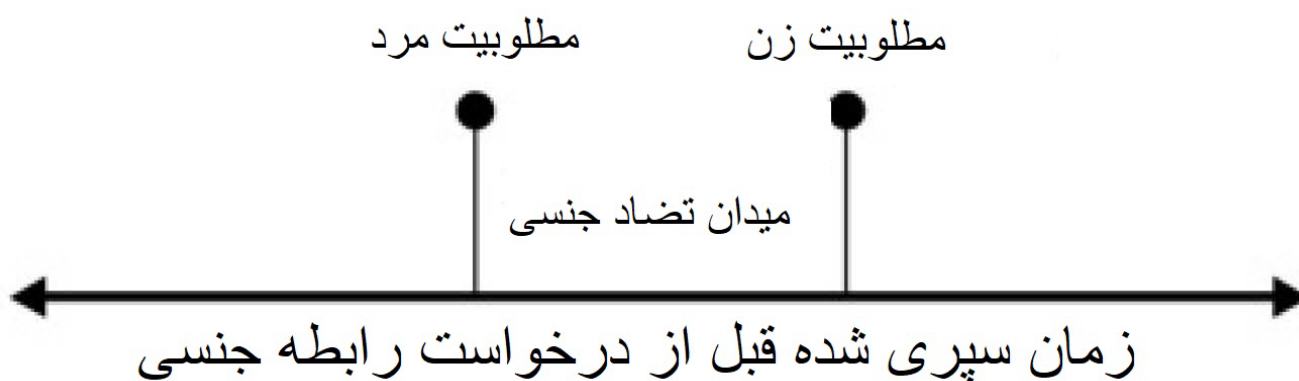 مطلوبیت زن
مطلوبیت مرد
میدان تضاد جنسی
زمان سپری شده قبل از درخواست رابطه جنسی